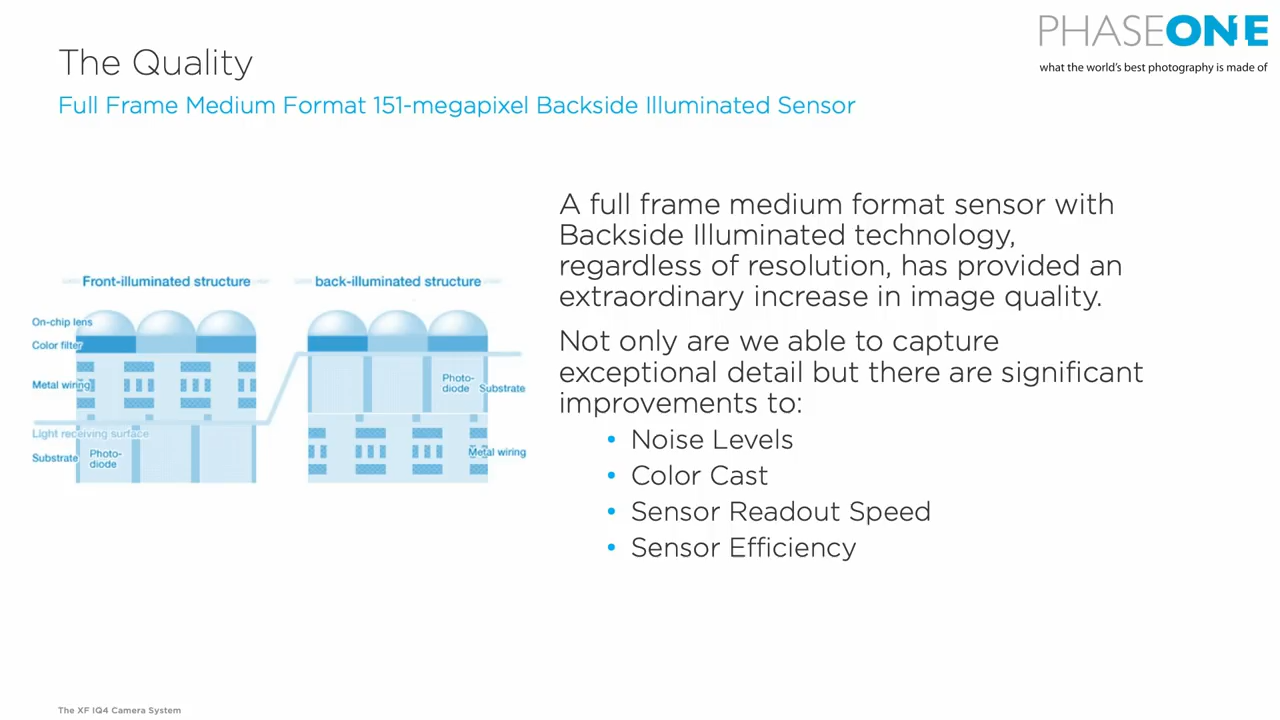 PHASEONE
what the world's best photography is made of
The Quality
Full Frame Medium Format 151-megapixel Backside Illuminated Sensor
A full frame medium format sensor with
Backside Illuminated technology,
regardless of resolution, has provided an
extraordinary increase in image quality.
Not only are we able to capture
exceptional detail but there are significant
improvements to:
• Noise Levels
• Color Cast
• Sensor Readout Speed
• Sensor Efficiency
Front-illuminated structure
On-chip lens
Color filter
Metal wiring
Light receiving surface
Substrate
Photo-
diode
back-illuminated structure
Photo-
diode
Substrate
Metal wiring
The XF IQ4 Camera System